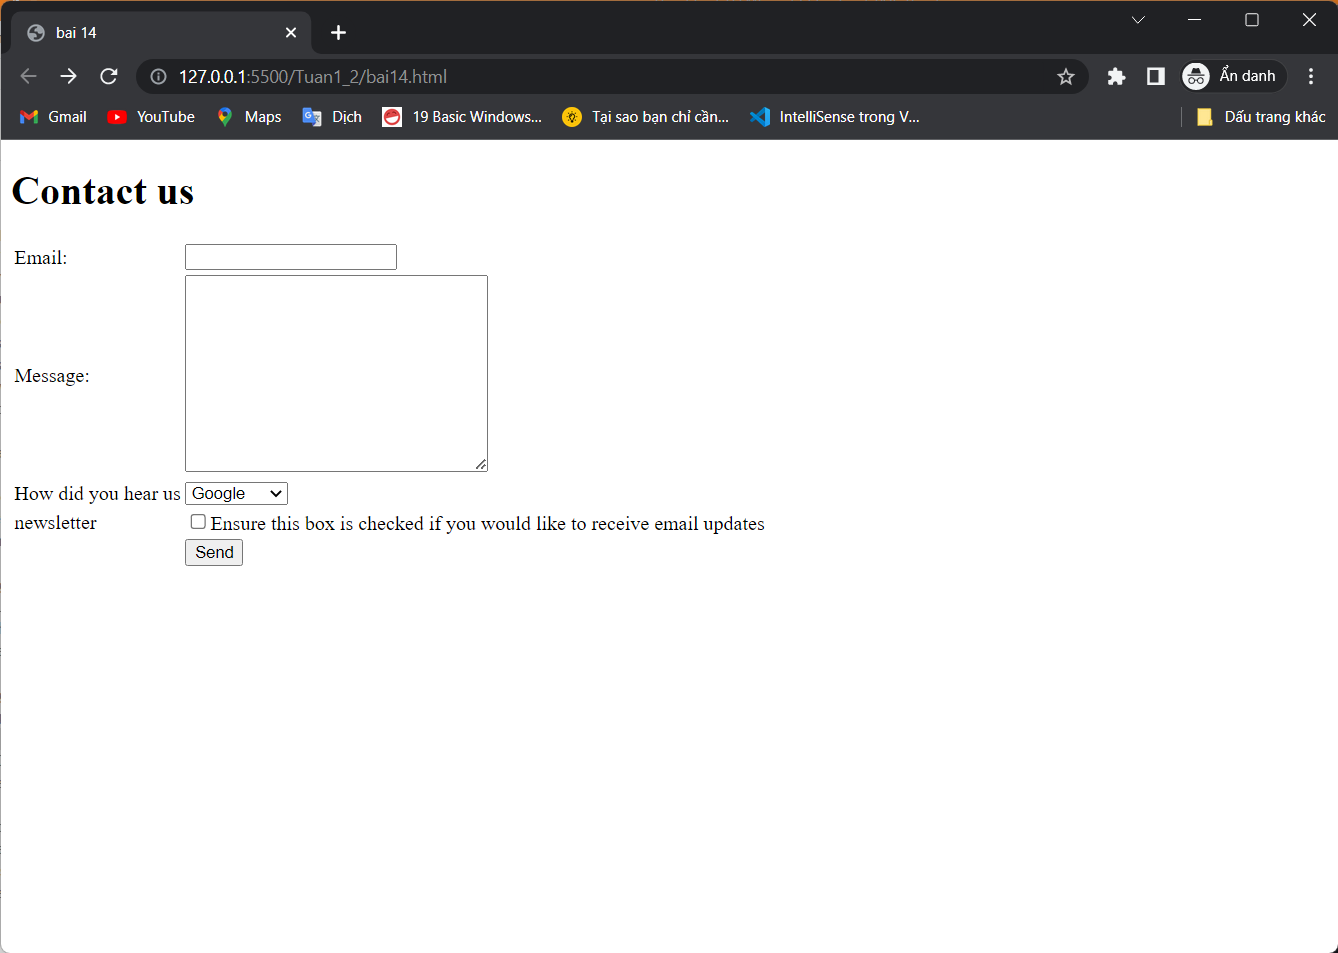 bai 14
127.0.0.1:5500/Tuan1_2/bai14.html
Ẩn danh
Gmail YouTube Maps Dịch 19 Basic Windows... Tại sao bạn chỉ cần... IntelliSense trong V... Dấu trang khác
Contact us
Email:
Message:
How did you hear us Google
newsletter Ensure this box is checked if you would like to receive email updates
Send